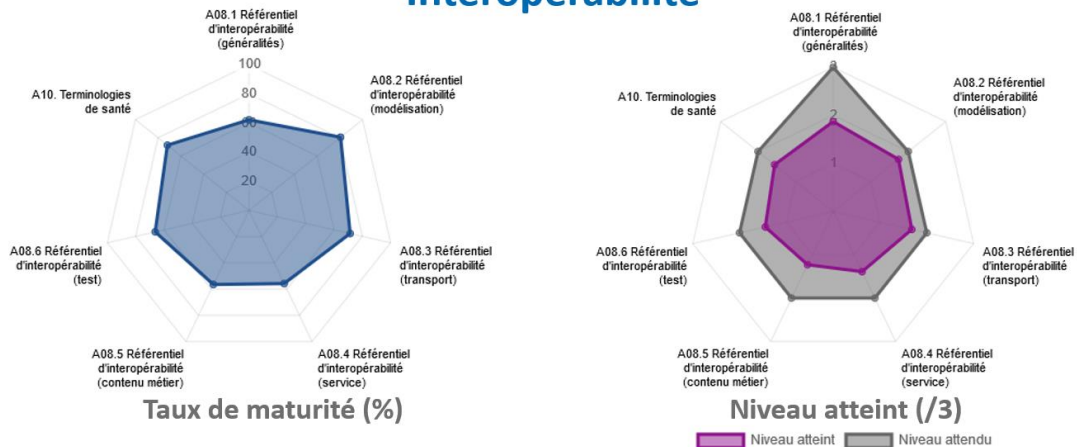 Interopérabilité
A08.1 Référentiel
d'interopérabilité
(généralités)
100
80
60
40
20
A08.2 Référentiel
d'interopérabilité
(modélisation)
A10. Terminologies
de santé
A08.6 Référentiel
d'interopérabilité
(test)
A08.3 Référentiel
d'interopérabilité
(transport)
A08.5 Référentiel
d'interopérabilité
(contenu métier)
A08.4 Référentiel
d'interopérabilité
(service)
Taux de maturité (%)
A08.1 Référentiel
d'interopérabilité
(généralités)
3
2
1
A08.2 Référentiel
d'interopérabilité
(modélisation)
A10. Terminologies
de santé
A08.6 Référentiel
d'interopérabilité
(test)
A08.3 Référentiel
d'interopérabilité
(transport)
A08.5 Référentiel
d'interopérabilité
(contenu métier)
A08.4 Référentiel
d'interopérabilité
(service)
Niveau atteint (/3)
Niveau atteint
Niveau attendu